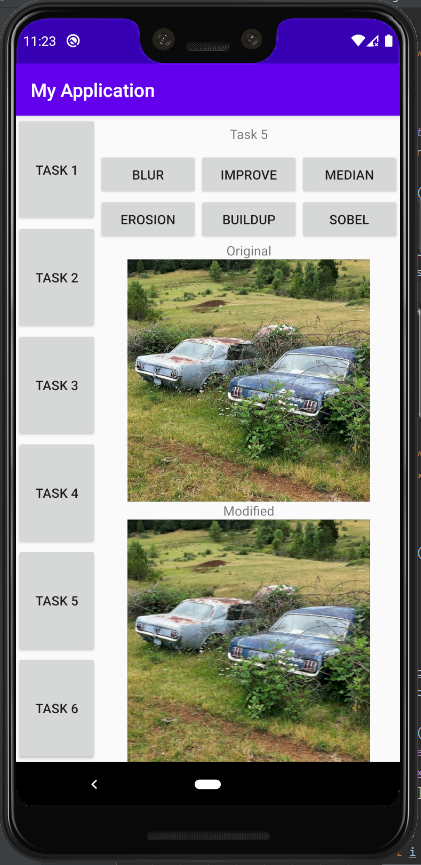 11:23
My Application
TASK 1
TASK 2
TASK 3
TASK 4
TASK 5
TASK 6
Task 5
BLUR IMPROVE MEDIAN
EROSION BUILDUP SOBEL
Original
Modified